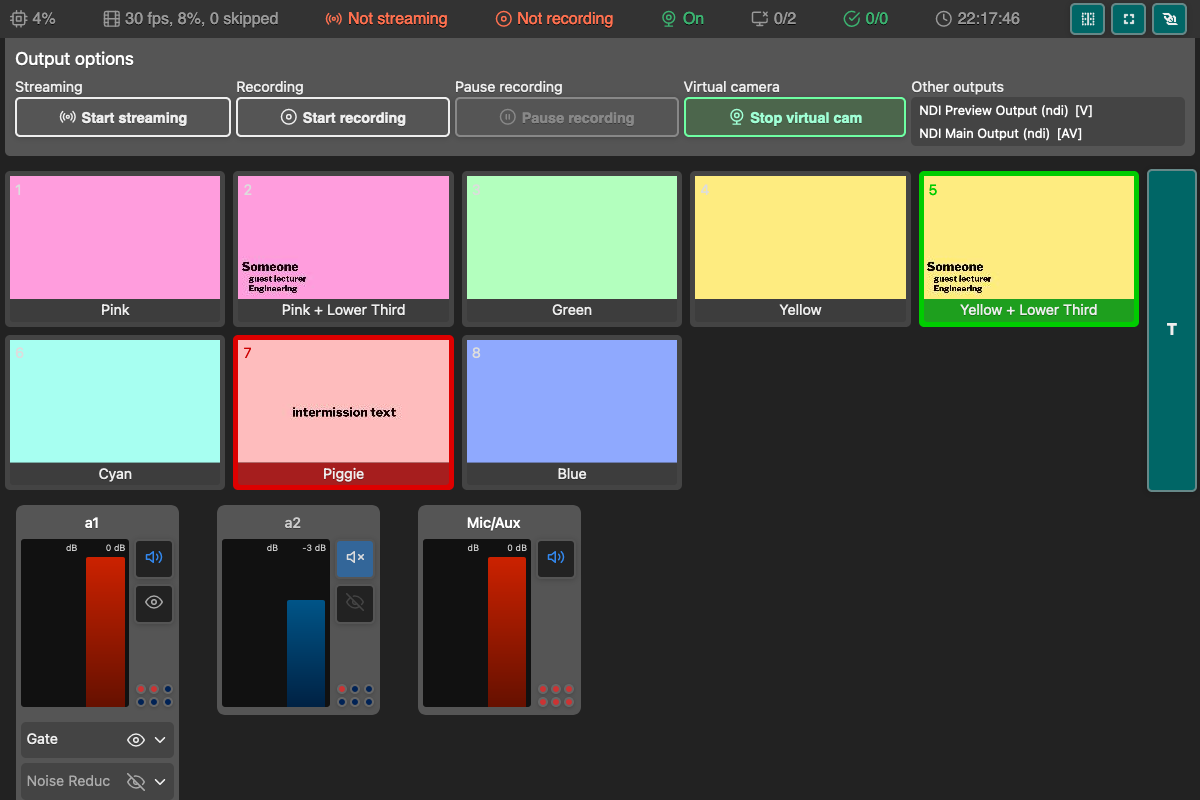 4%
30 fps, 8%, 0 skipped
Not streaming
Not recording
On
0/2
0/0
22:17:46
Output options
Streaming
Recording
Pause recording
Virtual camera
Other outputs
Start streaming
Start recording
Pause recording
Stop virtual cam
NDI Preview Output (ndi) [V]
NDI Main Output (ndi) [AV]
1
Pink
2
Someone
guest lecturer
Engineering
Pink + Lower Third
3
Green
4
Yellow
5
Someone
guest lecturer
Engineering
Yellow + Lower Third
T
6
Cyan
7
intermission text
Piggie
8
Blue
a1
dB
0 dB
Gate
Noise Reduc
a2
dB
-3 dB
Mic/Aux
dB
0 dB